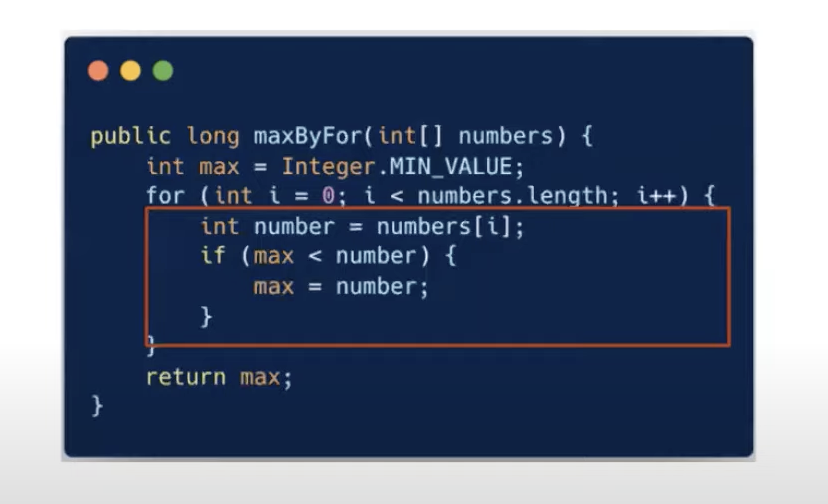 public long maxByFor(int[] numbers) {
    int max = Integer.MIN_VALUE;
    for (int i = 0; i < numbers.length; i++) {
        int number = numbers[i];
        if (max < number) {
            max = number;
        }
    }
    return max;
}